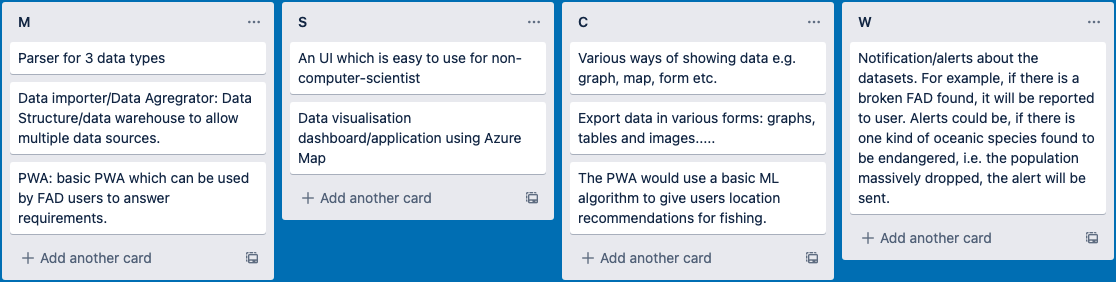 M
Parser for 3 data types
Data importer/Data Agregrator: Data
Structure/data warehouse to allow
multiple data sources.
PWA: basic PWA which can be used
by FAD users to answer
requirements.
Add another card
S
An UI which is easy to use for non-
computer-scientist
Data visualisation
dashboard/application using Azure
Map
Add another card
C
Various ways of showing data e.g.
graph, map, form etc.
Export data in various forms: graphs,
tables and images.....
The PWA would use a basic ML
algorithm to give users location
recommendations for fishing.
Add another card
W
Notification/alerts about the
datasets. For example, if there is a
broken FAD found, it will be reported
to user. Alerts could be, if there is
one kind of oceanic species found to
be endangered, i.e. the population
massively dropped, the alert will be
sent.
Add another card